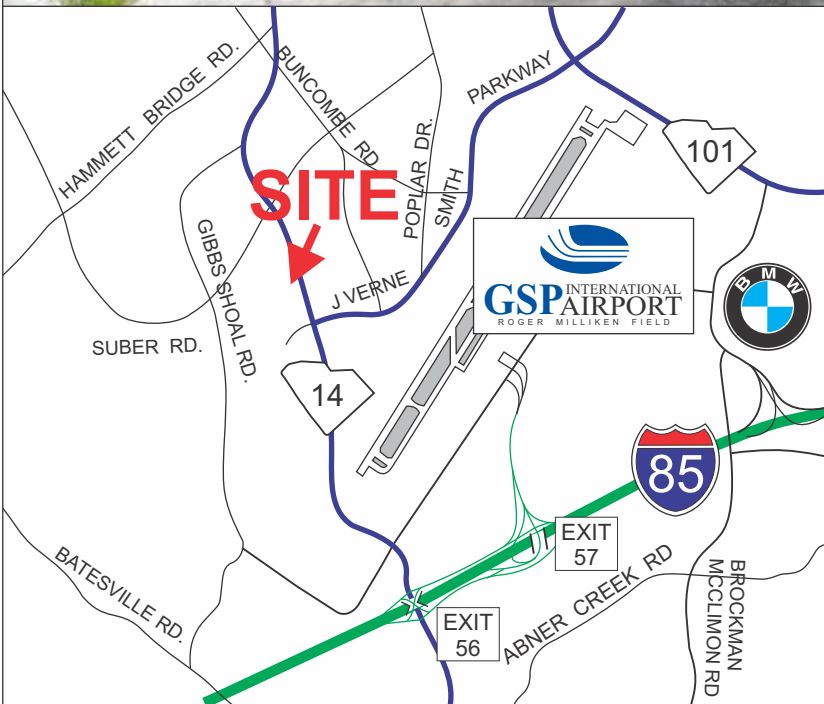 HAMMETT BRIDGE RD.
BUNCOMBE RD.
POPLAR DR.
PARKWAY
SMITH
J VERNE
101
SITE
GIBBS SHOAL RD.
GSP INTERNATIONAL
AIRPORT
ROGER MILLIKEN FIELD
BMW
SUBER RD.
14
85
EXIT
57
EXIT
56
BATESVILLE RD.
ABNER CREEK RD
BROCKMAN
MCCLIMON RD